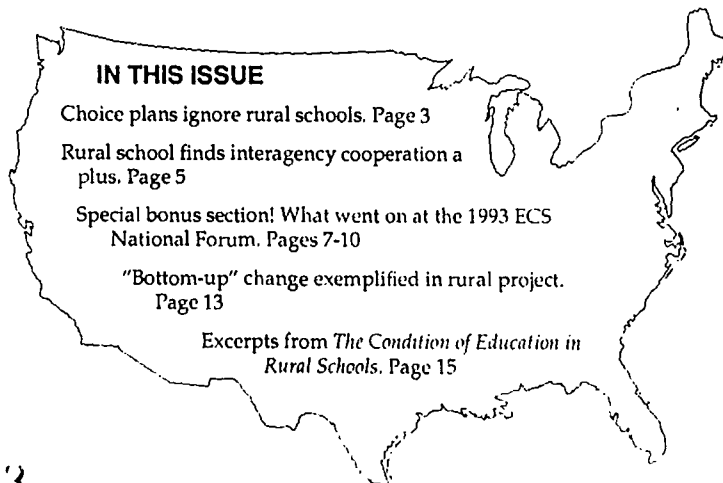 IN THIS ISSUE
Choice plans ignore rural schools. Page 3
Rural school finds interagency cooperation a
plus. Page 5
Special bonus section! What went on at the 1993 ECS
National Forum. Pages 7-10
"Bottom-up" change exemplified in rural project.
Page 13
Excerpts from The Condition of Education in
Rural Schools. Page 15